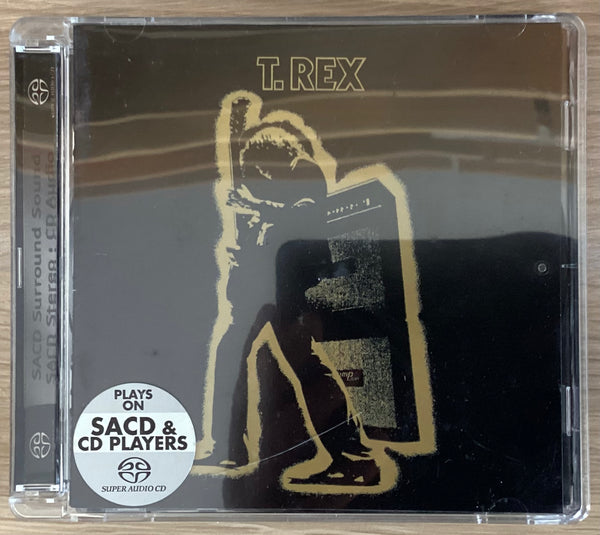 T. REX
SACD Surround Sound
SACD Stereo : CD Audio
PLAYS
ON
SACD &
CD PLAYERS
SUPER AUDIO CD